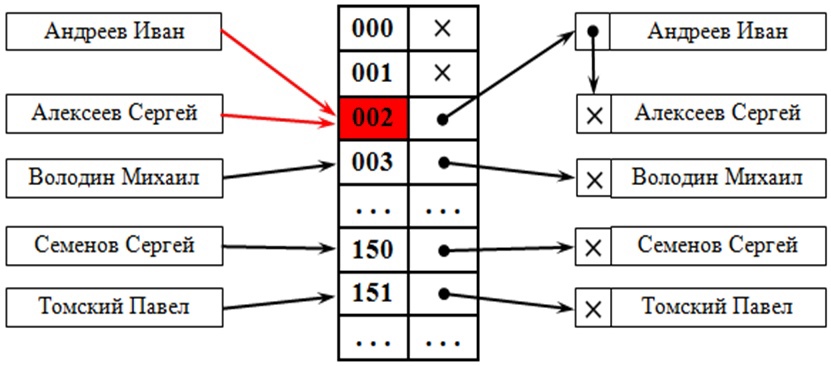 Андреев Иван
Алексеев Сергей
Володин Михаил
Семенов Сергей
Томский Павел
000 ×
001 ×
002
003
... ...
150
151
... ...
Андреев Иван
× Алексеев Сергей
× Володин Михаил
× Семенов Сергей
× Томский Павел